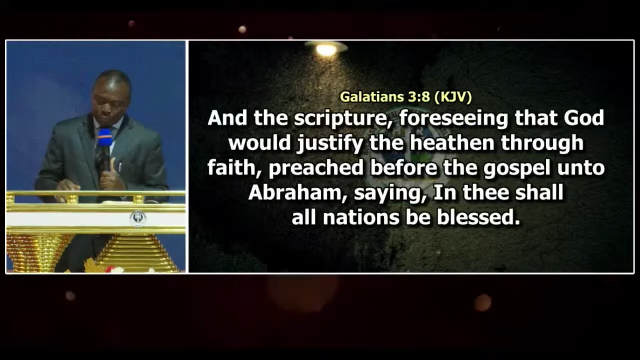 Galatians 3:8 (KJV)
And the scripture, foreseeing that God
would justify the heathen through
faith, preached before the gospel unto
Abraham, saying, In thee shall
all nations be blessed.